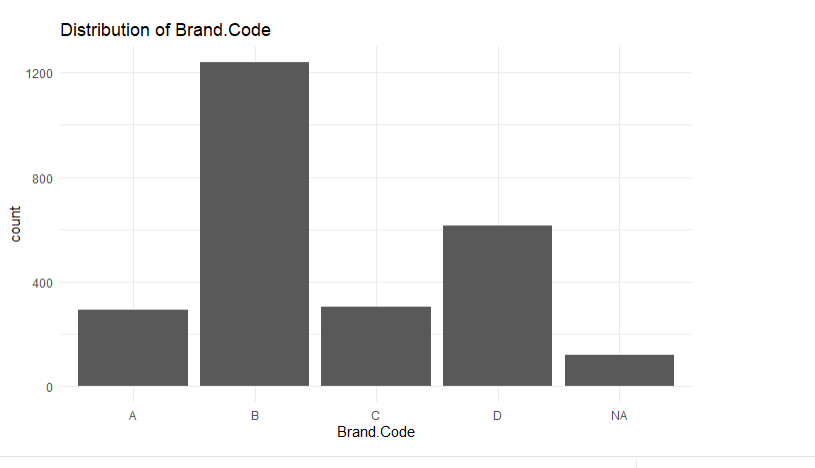 Distribution of Brand.Code
1200
800
400
0
count
A B C D NA
Brand.Code